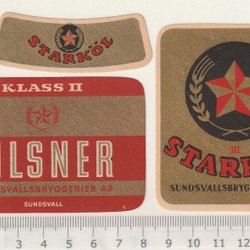 STARKÖL
KLASS II
ILSNER
SVALLSBRYGGERIER AB
SUNDSVALL
III
STARK
SUNDSVALLSBRYGG
1 2 3 4 5 6 7 8 9 10 11 12